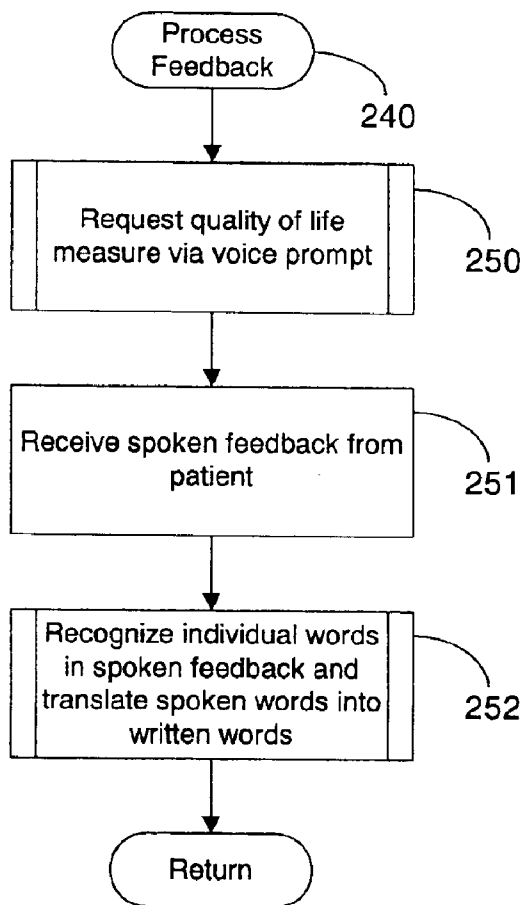 Process
Feedback
240
Request quality of life
measure via voice prompt
250
Receive spoken feedback from
patient
251
Recognize individual words
in spoken feedback and
translate spoken words into
written words
252
Return